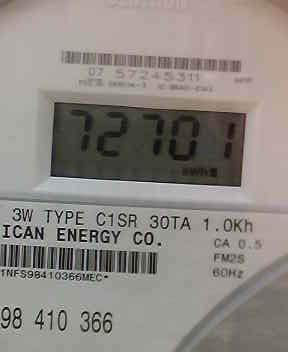 07 57245311
72701
kWh
3W TYPE C1SR 30TA 1.0Kh
ICAN ENERGY CO.
CA 0.5
FM2S
1NFS98410366MEC*
60Hz
98 410 366